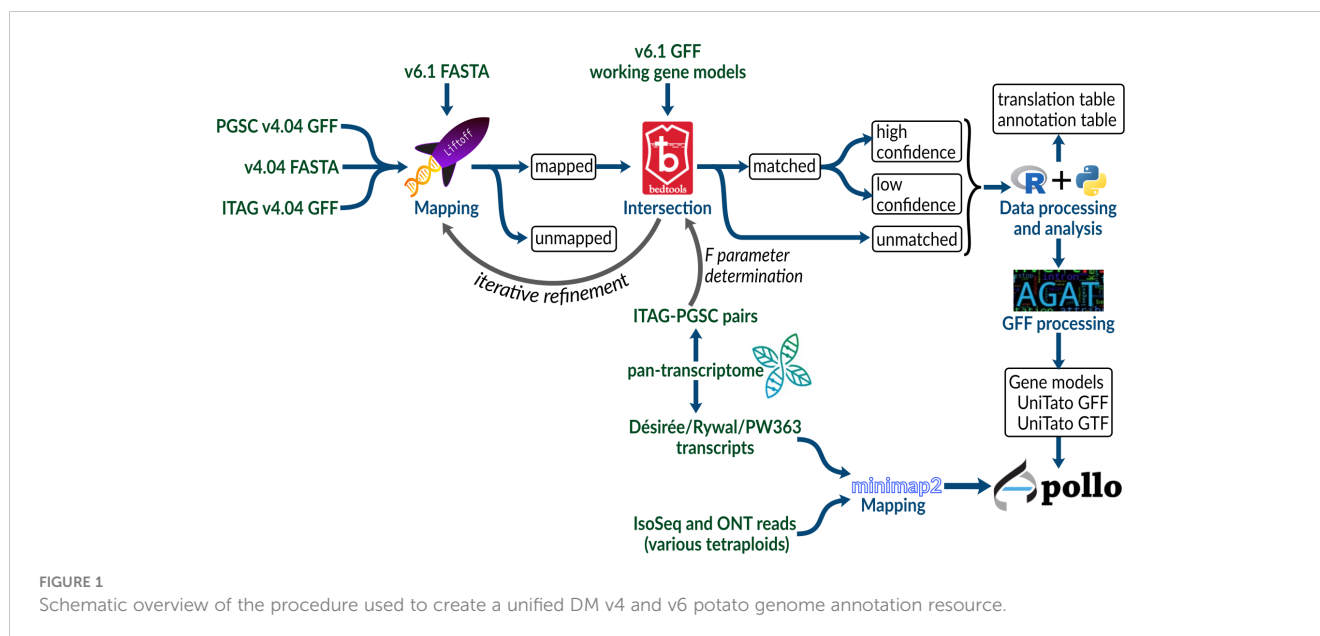 v6.1 FASTA
v6.1 GFF
working gene models
PGSC v4.04 GFF
v4.04 FASTA
ITAG v4.04 GFF
Liftoff
Mapping
mapped
unmapped
b
bedtools
Intersection
matched
high
confidence
low
confidence
unmatched
translation table
annotation table
R +
Data processing
and analysis
iterative refinement
F parameter
determination
intron
AGAT
GFF processing
ITAG-PGSC pairs
pan-transcriptome
Désirée/Rywal/PW363
transcripts
Gene models
UniTato GFF
UniTato GTF
minimap2
Mapping
Apollo
IsoSeq and ONT reads
(various tetraploids)
FIGURE 1
Schematic overview of the procedure used to create a unified DM v4 and v6 potato genome annotation resource.